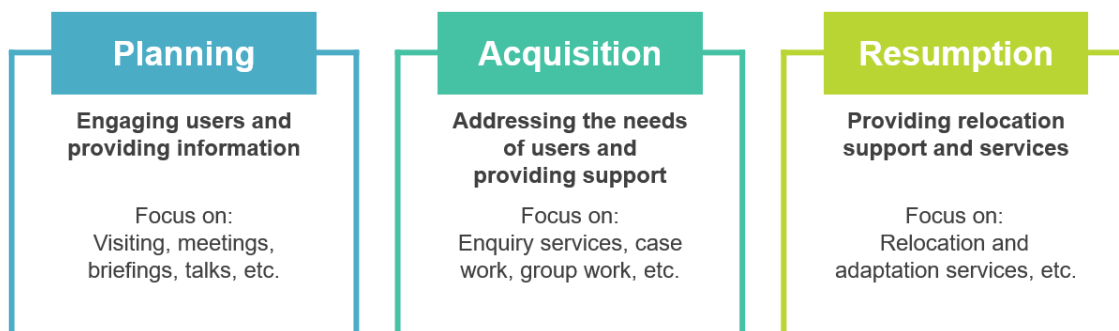 Planning
Engaging users and
providing information
Focus on:
Visiting, meetings,
briefings, talks, etc.
Acquisition
Addressing the needs
of users and
providing support
Focus on:
Enquiry services, case
work, group work, etc.
Resumption
Providing relocation
support and services
Focus on:
Relocation and
adaptation services, etc.